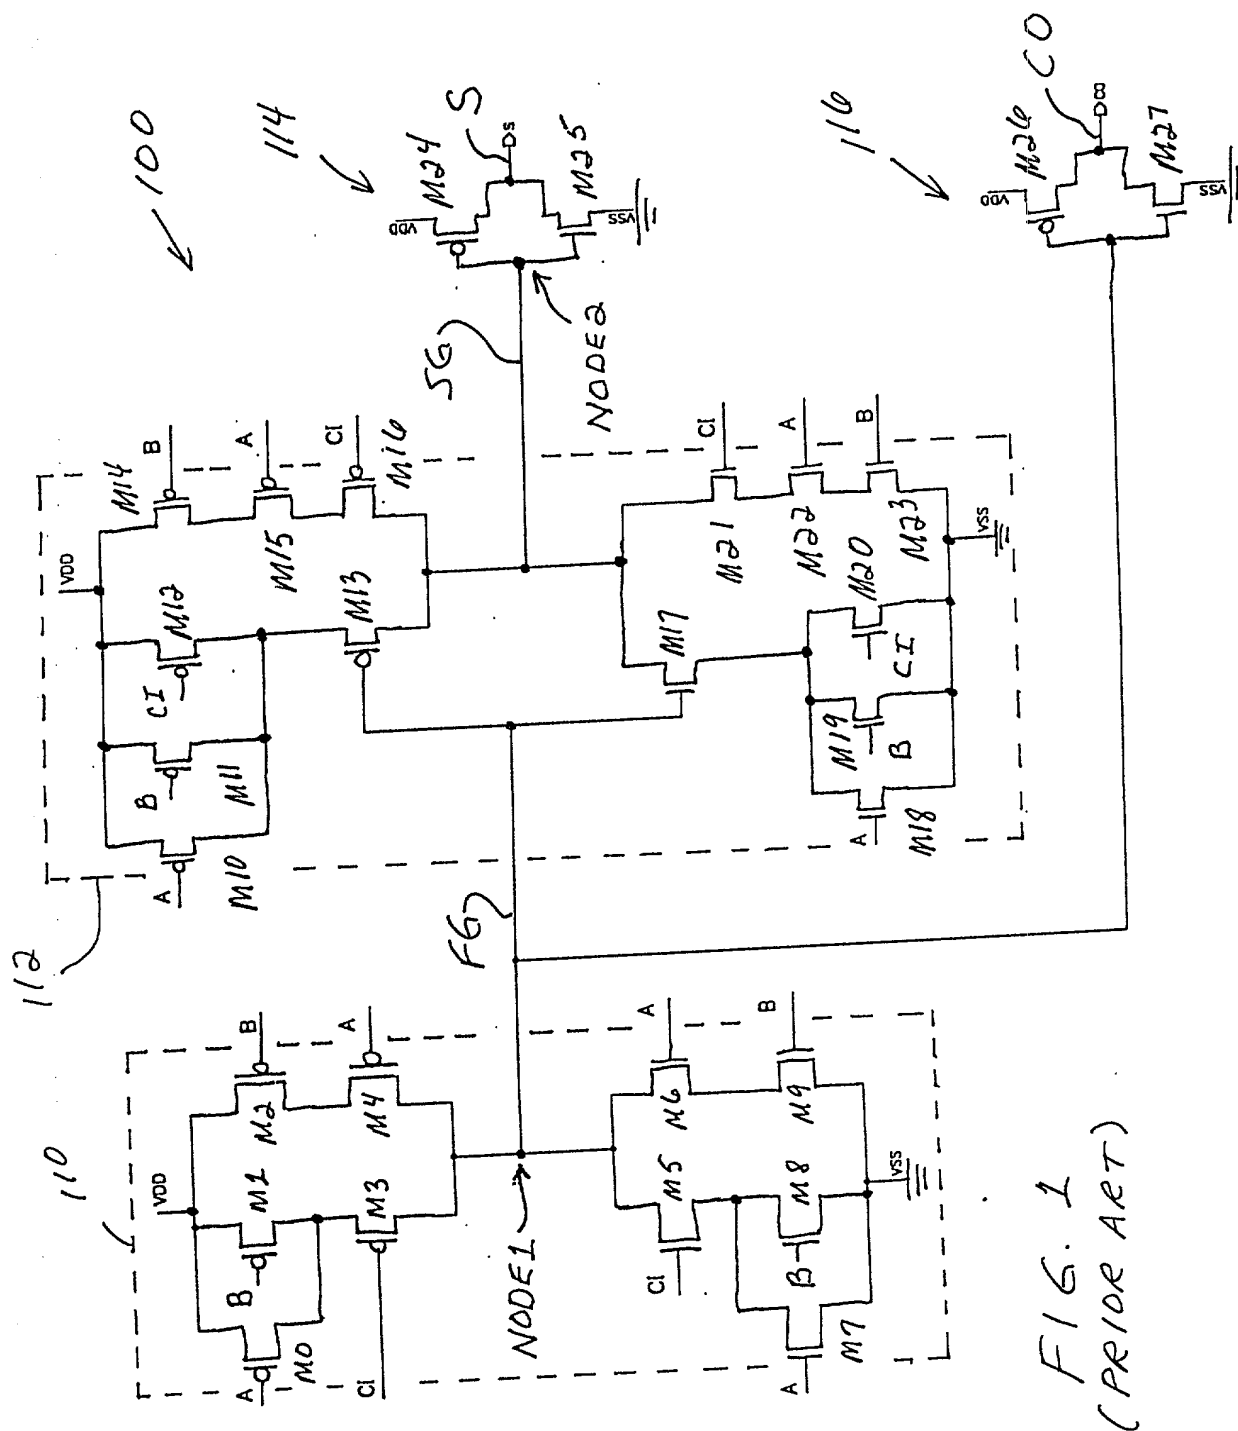 100
114
116
112
110
VDD
M14
B
M12
CI
M15
A
M11
B
M10
A
M13
M16
CI
SG
NODE2
VDD
M24
S
S
M25
VSS
VDD
M26
CO
CO
M27
VSS
M17
M21
CI
M22
A
M23
B
M20
CI
M19
B
M18
A
VSS
FG
VDD
M2
B
M1
B
M0
A
M3
CI
M4
A
NODE1
M5
CI
M6
A
M8
B
M9
B
M7
A
VSS
FIG. 1
(PRIOR ART)